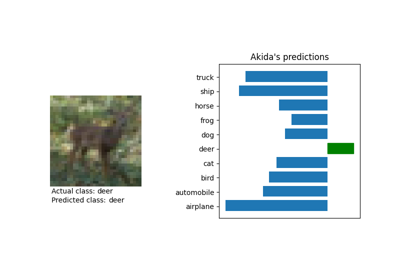 Akida's predictions
truck
ship
horse
frog
dog
deer
cat
bird
automobile
airplane
Actual class: deer
Predicted class: deer